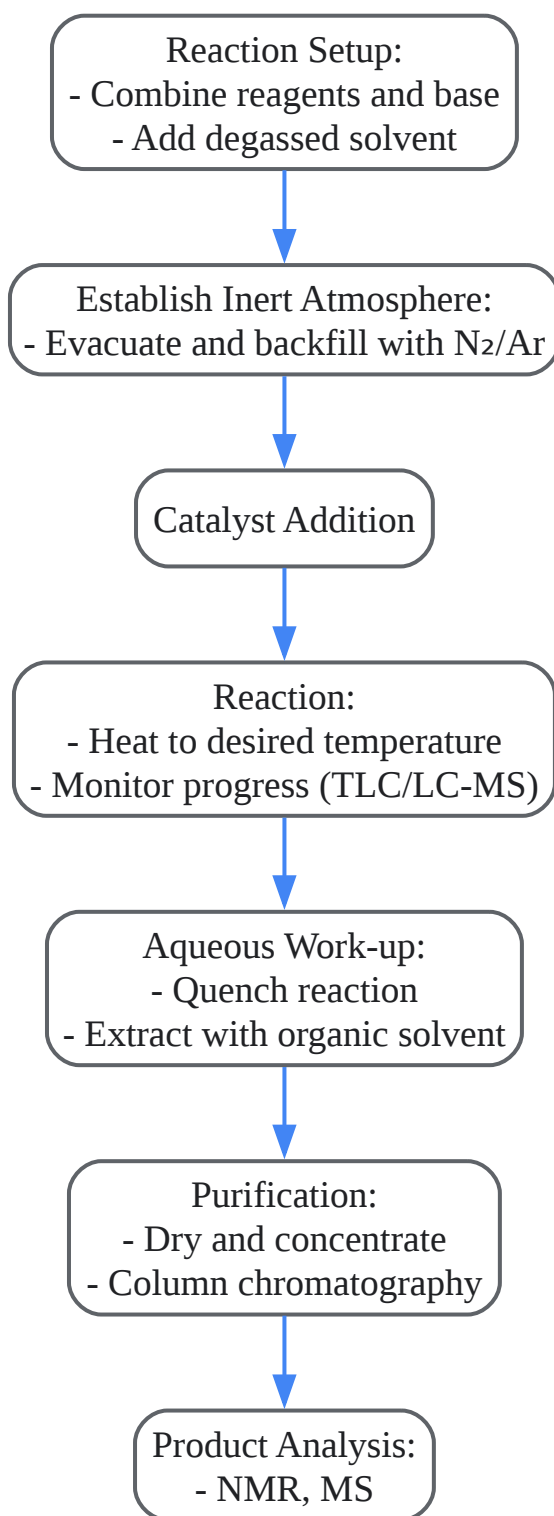 Reaction Setup:
- Combine reagents and base
- Add degassed solvent
Establish Inert Atmosphere:
- Evacuate and backfill with N₂/Ar
Catalyst Addition
Reaction:
- Heat to desired temperature
- Monitor progress (TLC/LC-MS)
Aqueous Work-up:
- Quench reaction
- Extract with organic solvent
Purification:
- Dry and concentrate
- Column chromatography
Product Analysis:
- NMR, MS